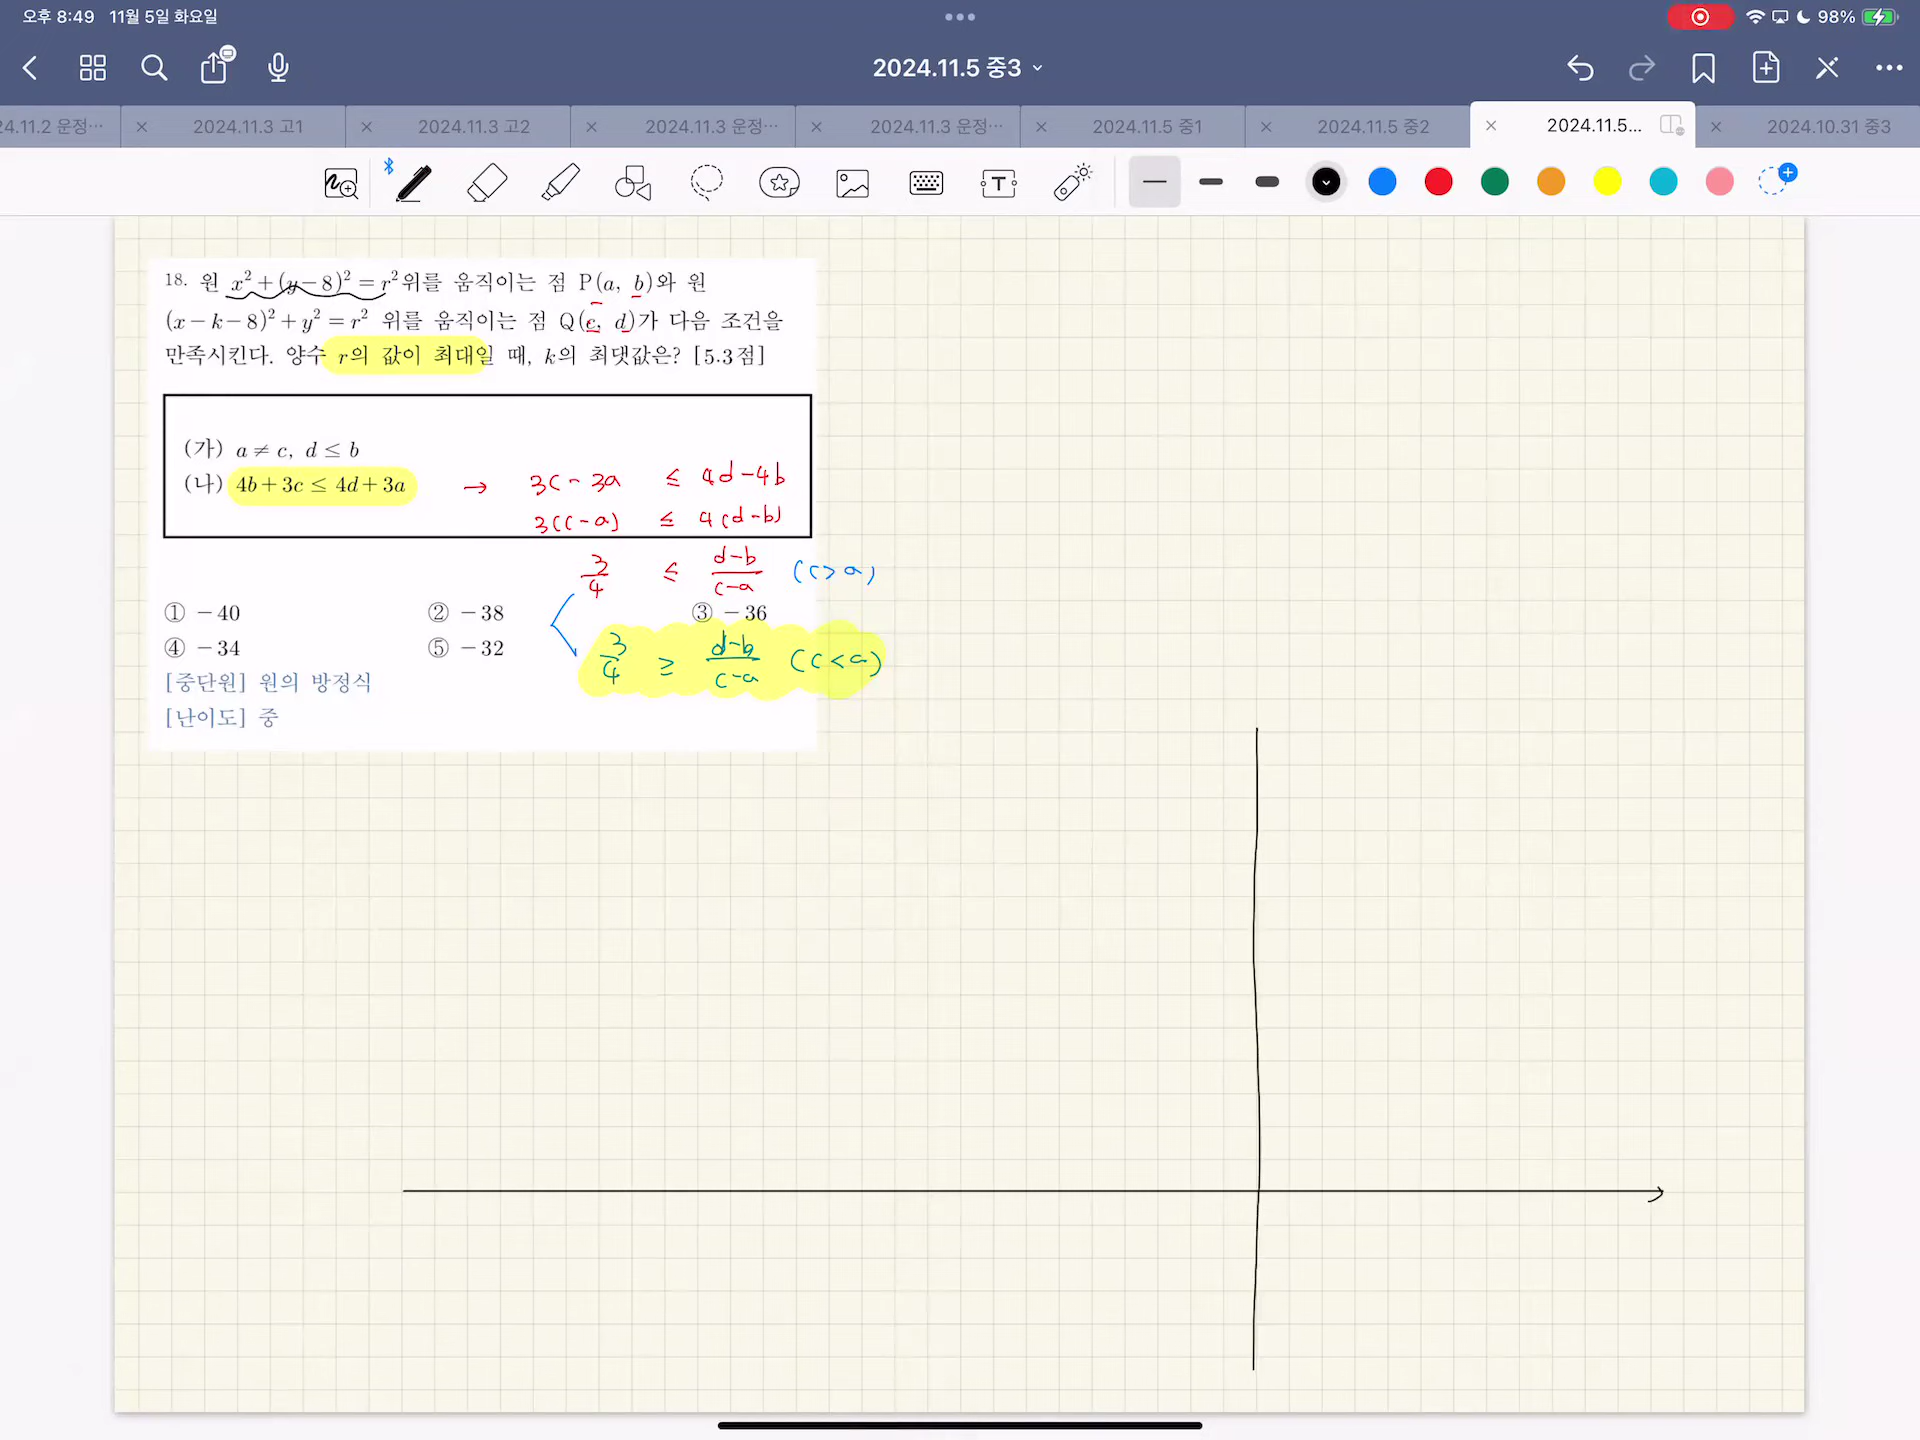 오후 8:49 11월 5일 화요일
98%
2024.11.5 중3
24.11.2 운정…
2024.11.3 고1
2024.11.3 고2
2024.11.3 운정…
2024.11.3 운정…
2024.11.5 중1
2024.11.5 중2
2024.11.5...
2024.10.31 중3
18. 원 x² + (y − 8)² = r² 위를 움직이는 점 P(a, b)와 원
(x − k − 8)² + y² = r² 위를 움직이는 점 Q(c, d)가 다음 조건을
만족시킨다. 양수 r의 값이 최대일 때, k의 최댓값은? [5.3점]
(가) a ≠ c, d ≤ b
(나) 4b + 3c ≤ 4d + 3a → 3c − 3a ≤ 4d − 4b
3(c − a) ≤ 4(d − b)
3/4 ≤ (d−b)/(c−a) (c > a)
① −40 ② −38 ③ −36
3/4 ≥ (d−b)/(c−a) (c < a)
④ −34 ⑤ −32
[중단원] 원의 방정식
[난이도] 중